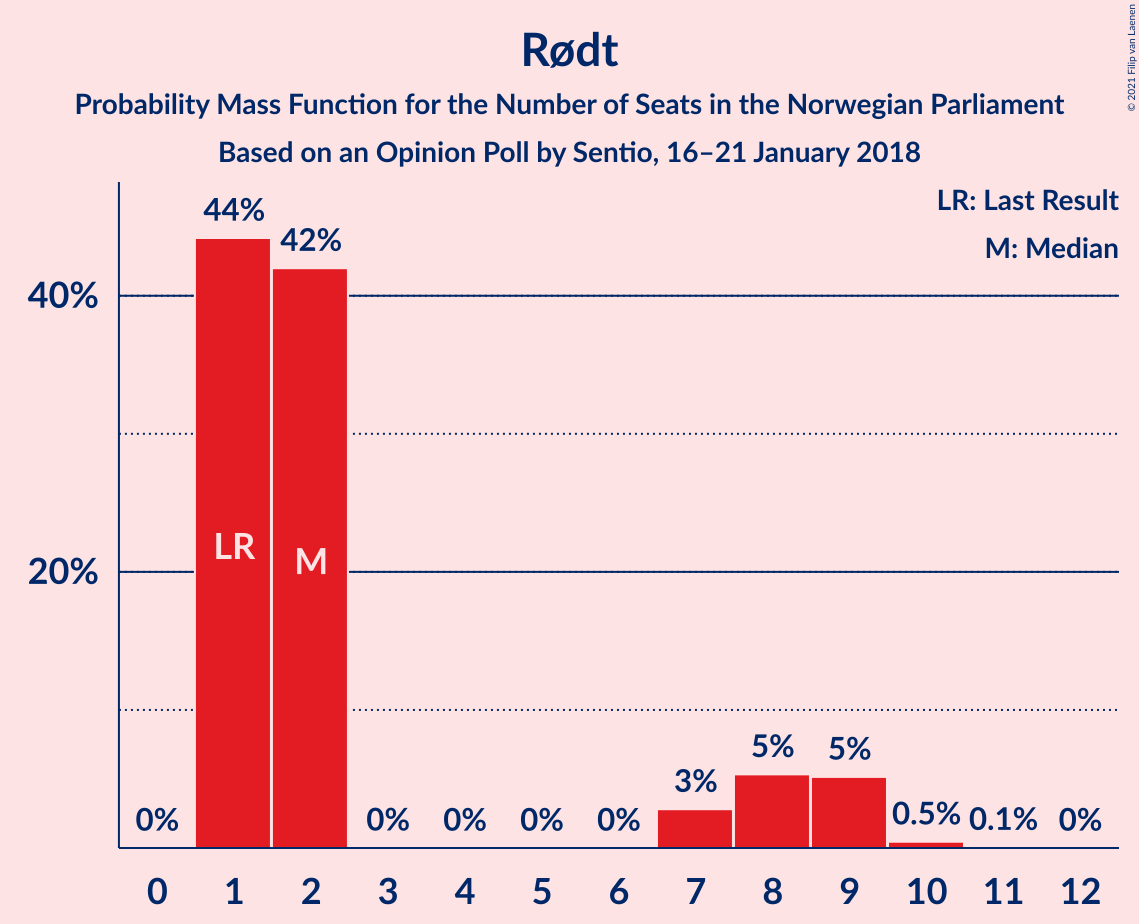 Rødt
Probability Mass Function for the Number of Seats in the Norwegian Parliament
Based on an Opinion Poll by Sentio, 16–21 January 2018
© 2021 Filip van Laenen
LR: Last Result
M: Median
44%
42%
40%
LR
M
20%
5%
5%
3%
0%
0%
0%
0%
0%
0.5%
0.1%
0%
0 1 2 3 4 5 6 7 8 9 10 11 12